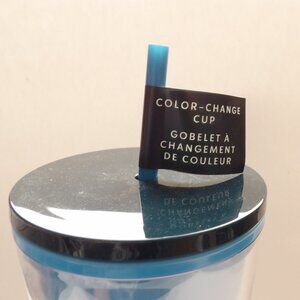 COLOR-CHANGE
CUP
GOBELET À
CHANGEMENT
DE COULEUR